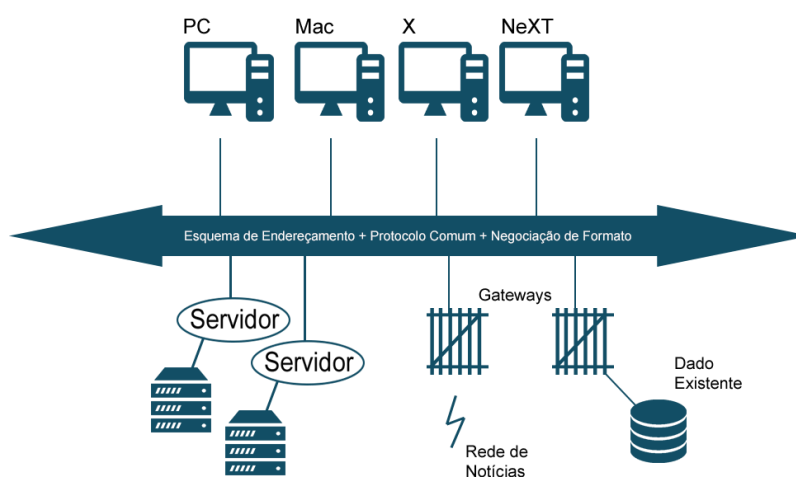 PC
Mac
X
NeXT
Esquema de Endereçamento + Protocolo Comum + Negociação de Formato
Servidor
Servidor
Gateways
Dado
Existente
Rede de
Notícias